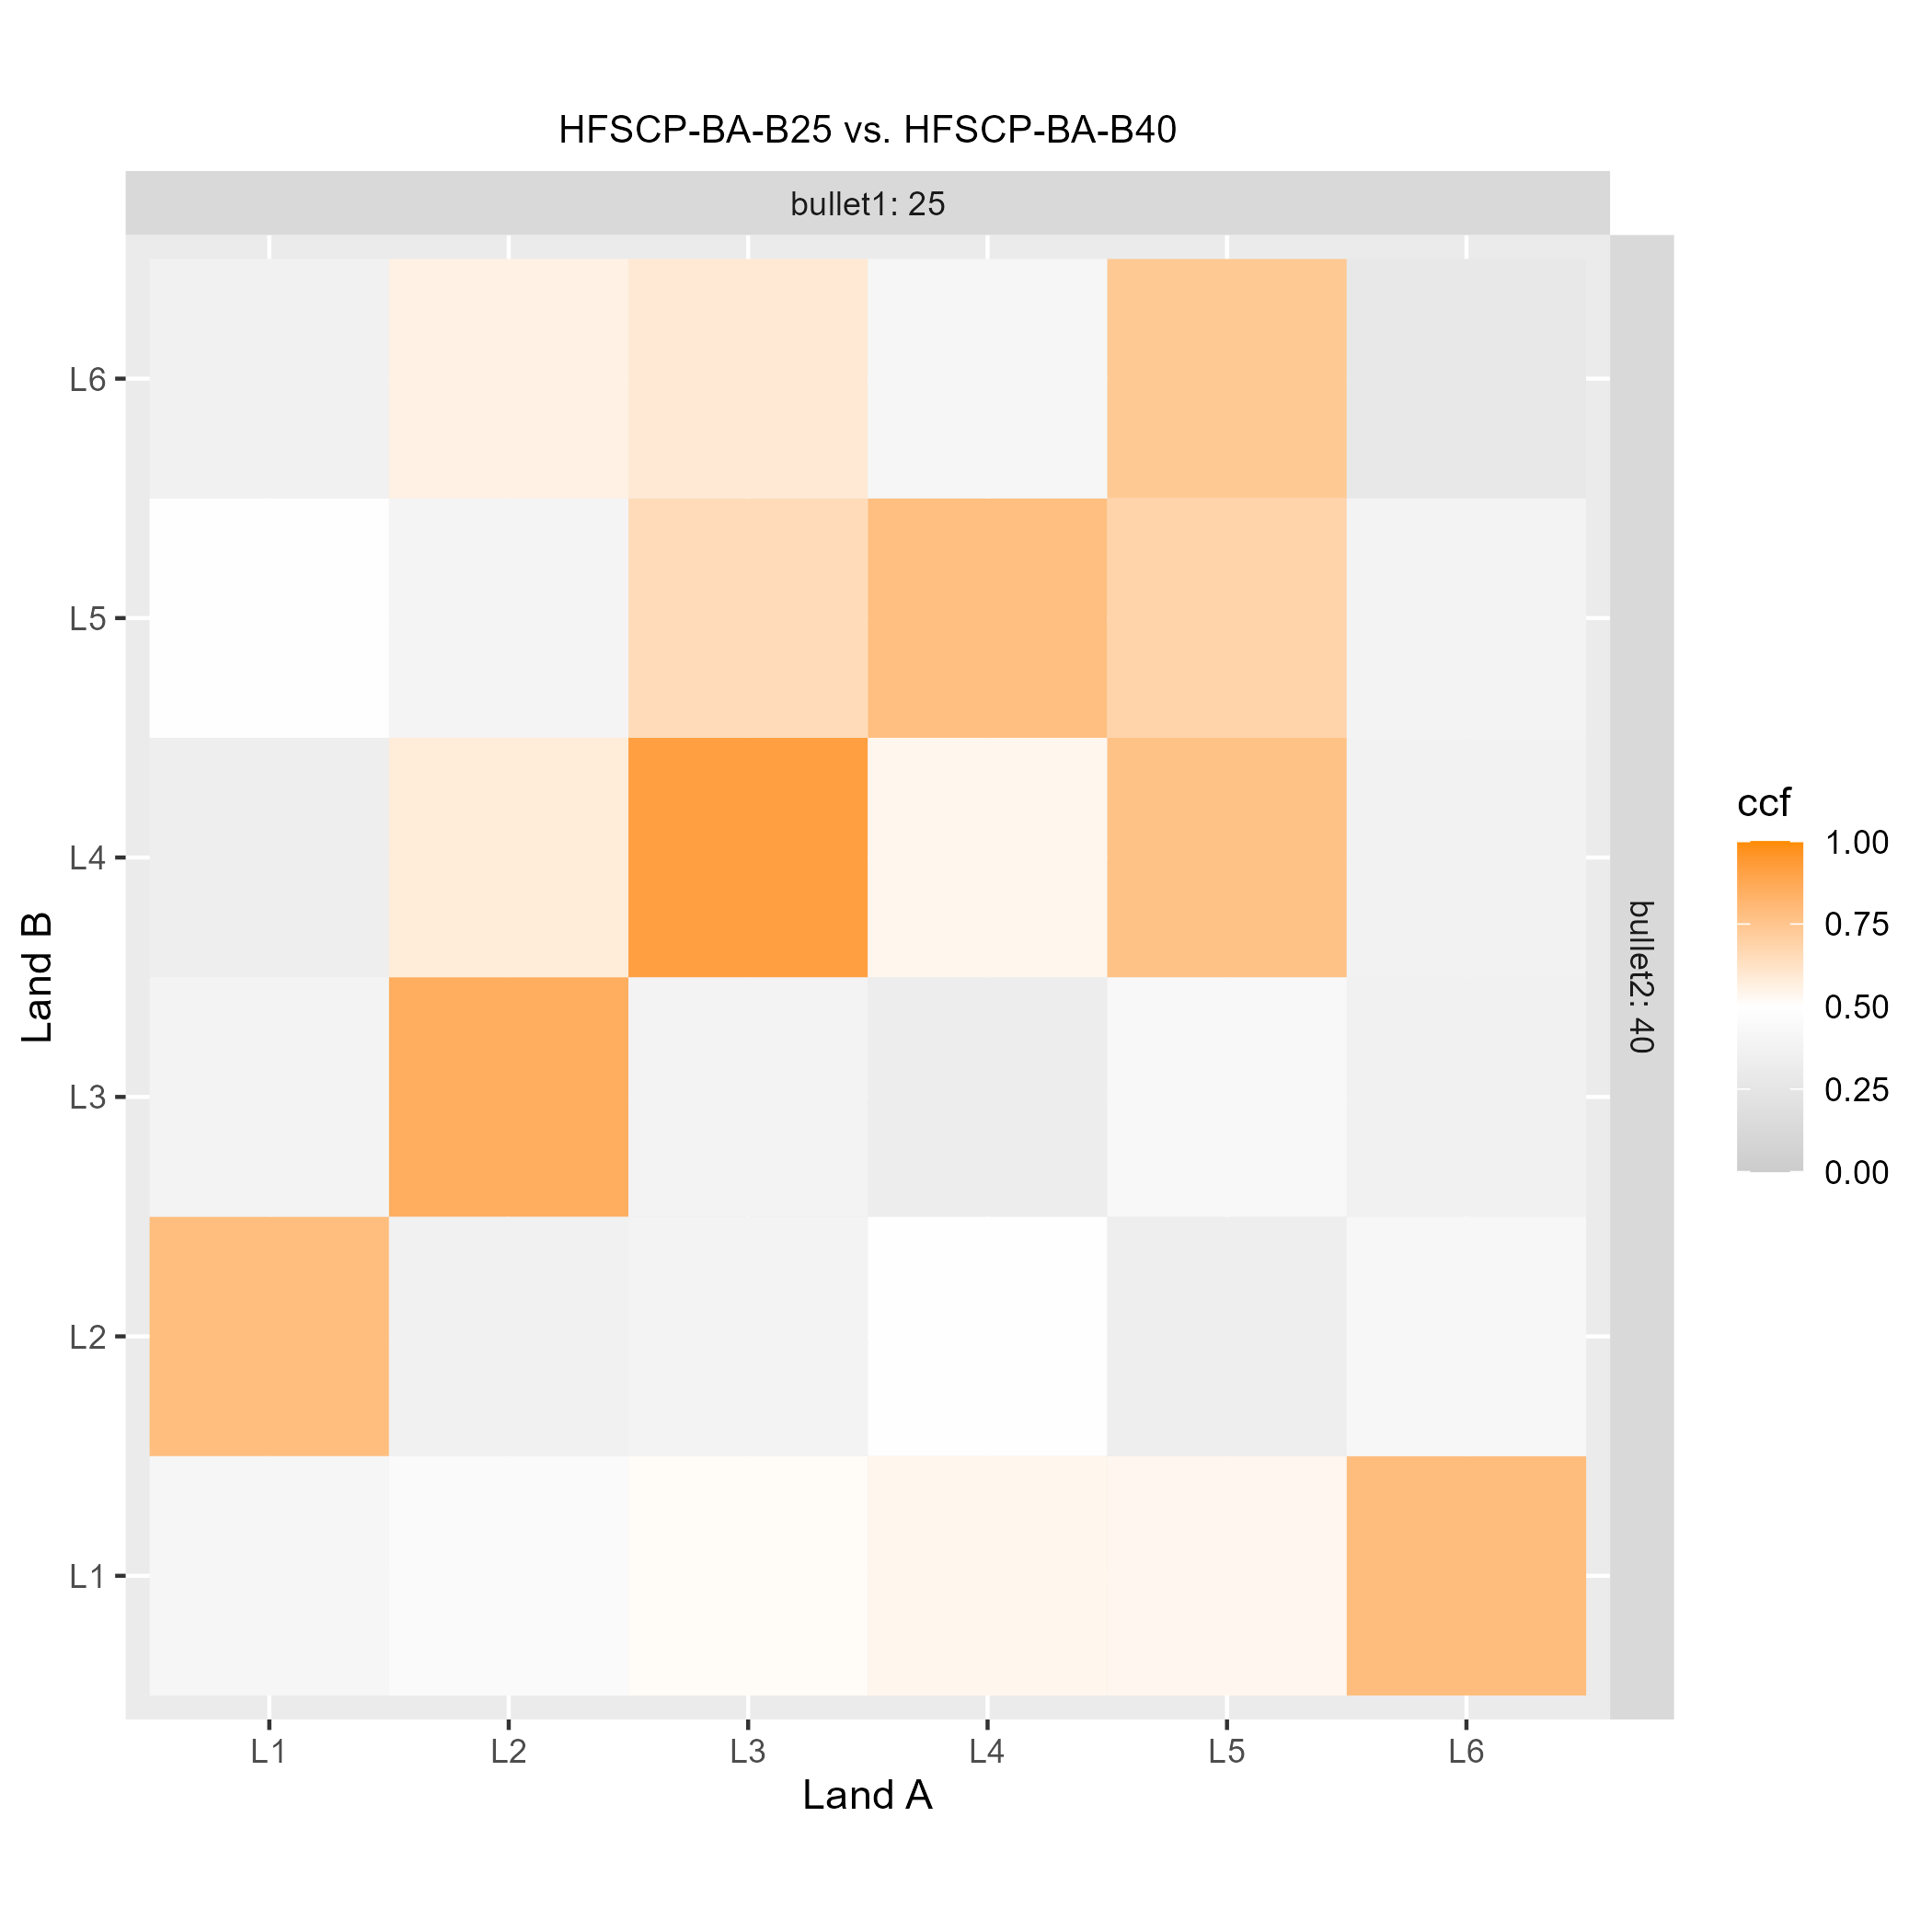 HFSCP-BA-B25 vs. HFSCP-BA-B40
bullet1: 25
L6
L5
L4
L3
L2
L1
Land B
bullet2: 40
ccf
1.00
0.75
0.50
0.25
0.00
L1 L2 L3 L4 L5 L6
Land A